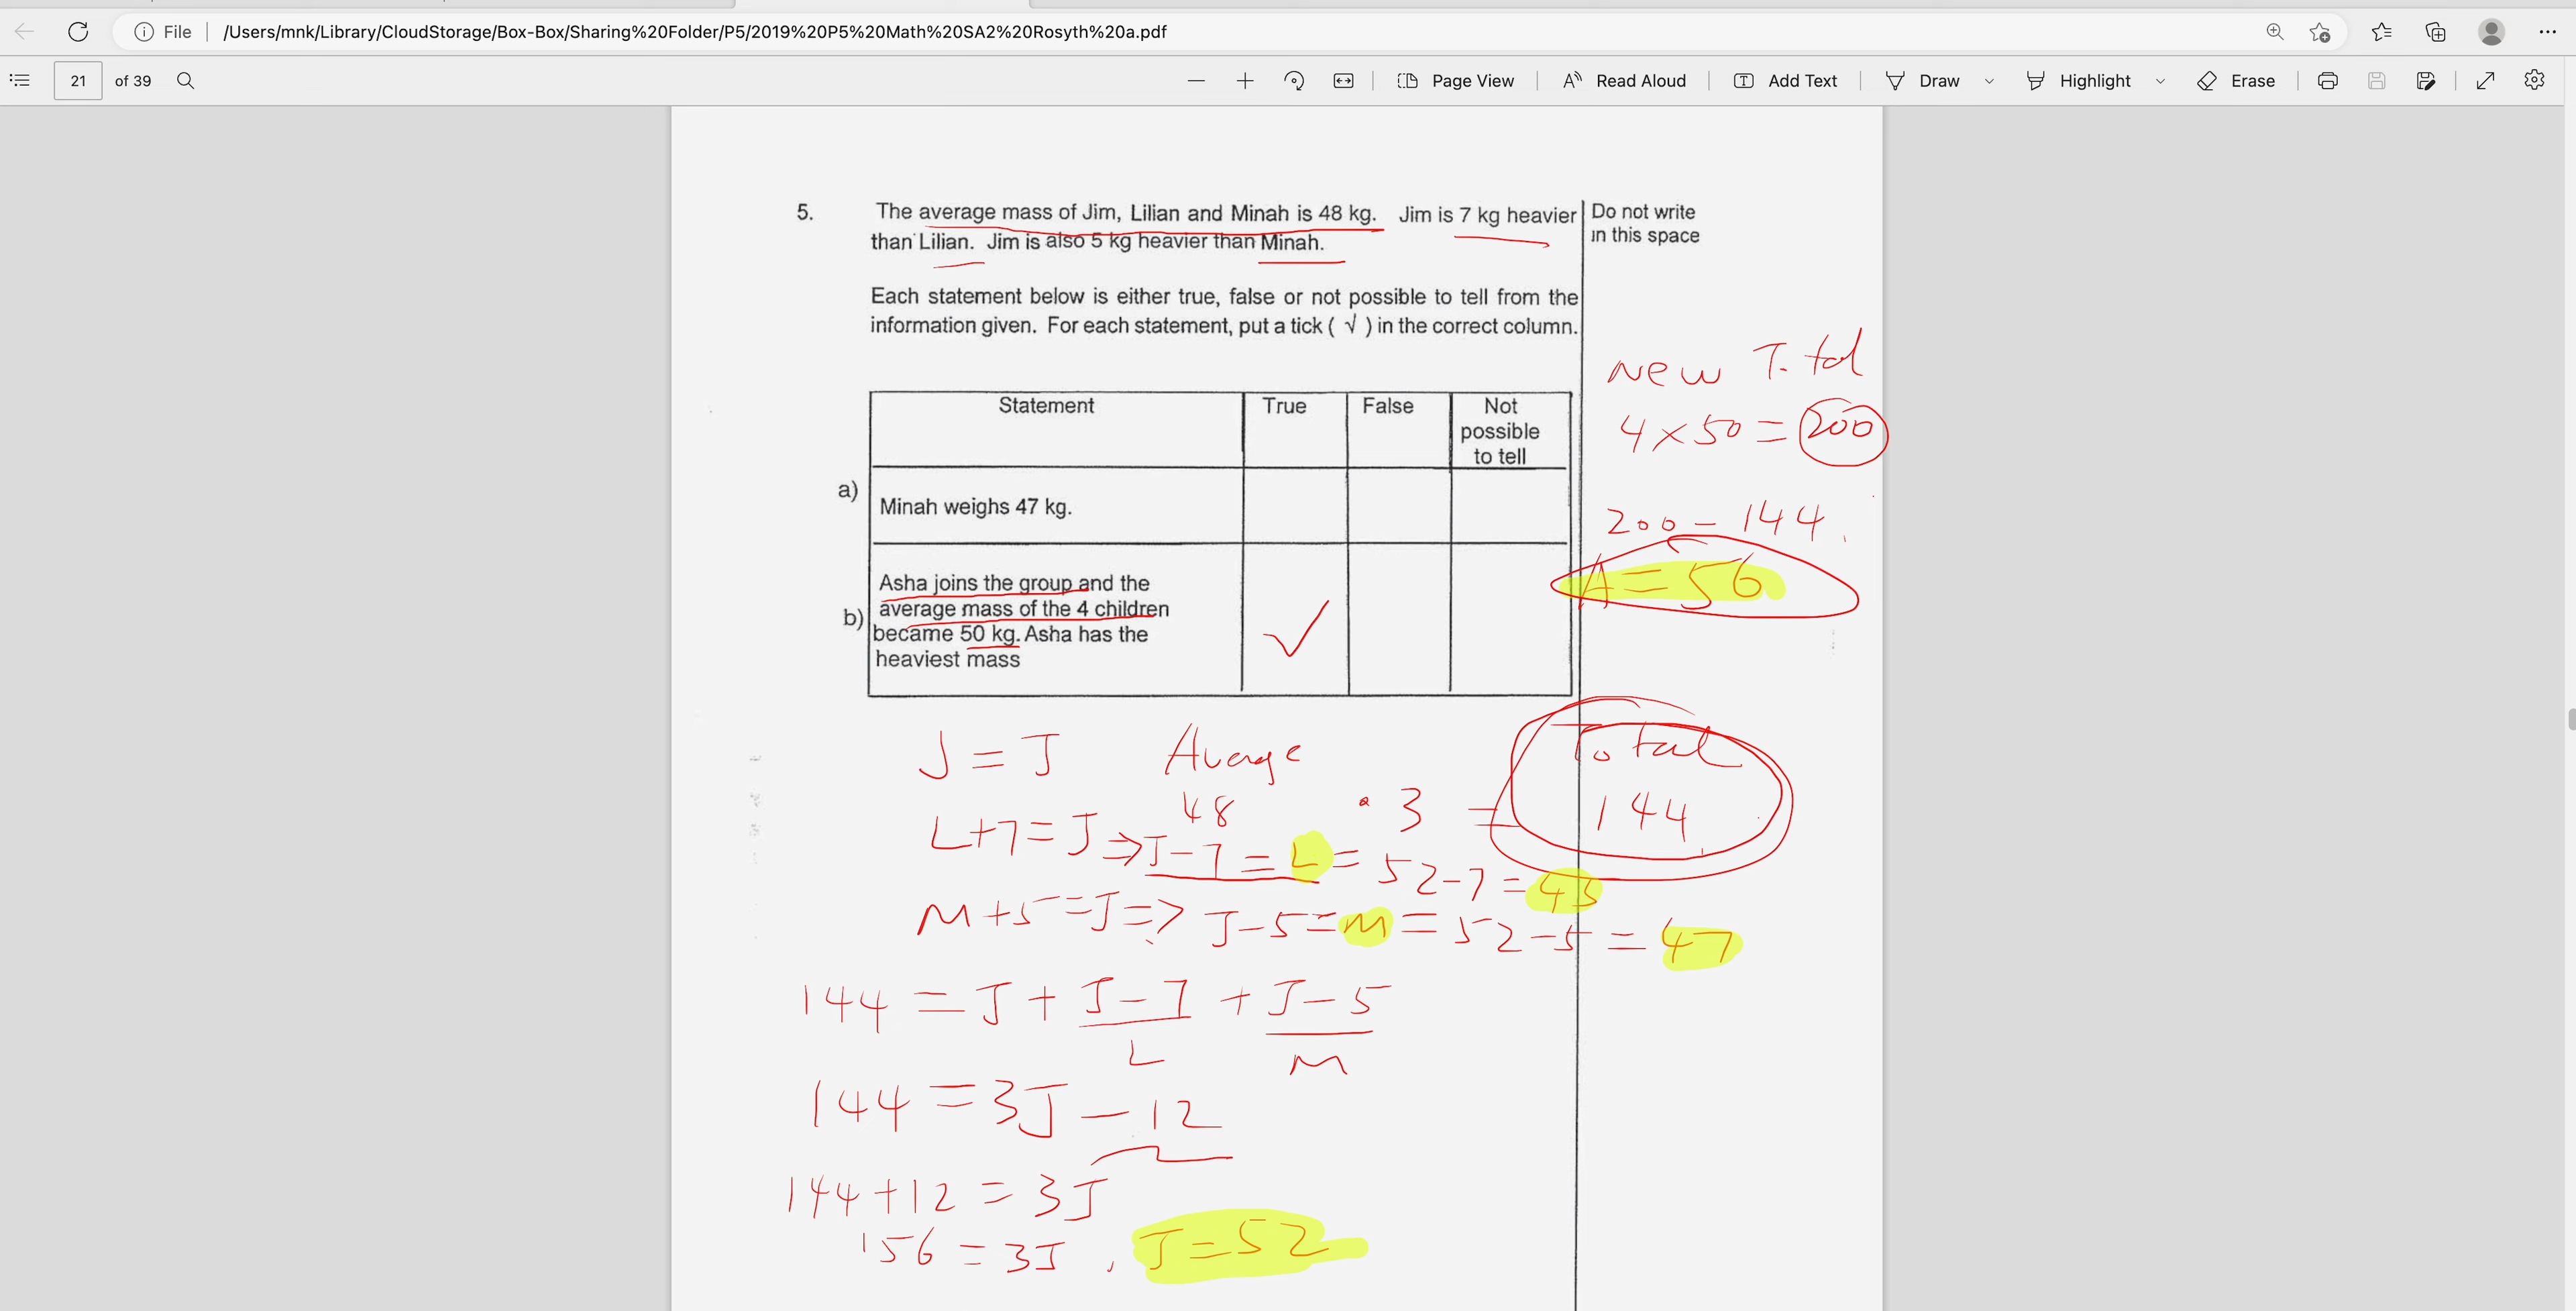 File /Users/mnk/Library/CloudStorage/Box-Box/Sharing%20Folder/P5/2019%20P5%20Math%20SA2%20Rosyth%20a.pdf
21 of 39 Page View Read Aloud Add Text Draw Highlight Erase
5. The average mass of Jim, Lilian and Minah is 48 kg. Jim is 7 kg heavier
than Lilian. Jim is also 5 kg heavier than Minah.
Do not write
in this space
Each statement below is either true, false or not possible to tell from the
information given. For each statement, put a tick ( √ ) in the correct column.
Statement True False Not
possible
to tell
a) Minah weighs 47 kg.
b) Asha joins the group and the
average mass of the 4 children
became 50 kg. Asha has the
heaviest mass
✓
New Total
4 × 50 = 200
200 - 144
A = 56
J = J Average Total
48 · 3 = 144
L + 7 = J => J - 7 = L = 52 - 7 = 45
M + 5 = J => J - 5 = M = 52 - 5 = 47
144 = J + J - 7 + J - 5
L M
144 = 3J - 12
144 + 12 = 3J
156 = 3J , J = 52